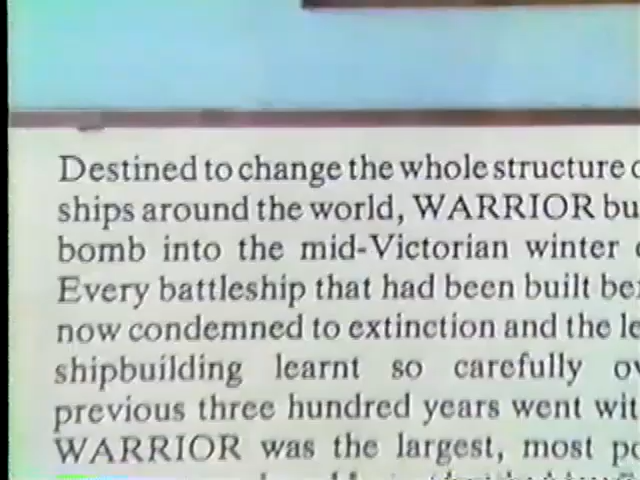 Destined to change the whole structure
ships around the world, WARRIOR
bomb into the mid-Victorian winter
Every battleship that had been built
now condemned to extinction and the
shipbuilding learnt so carefully
previous three hundred years went
WARRIOR was the largest, most